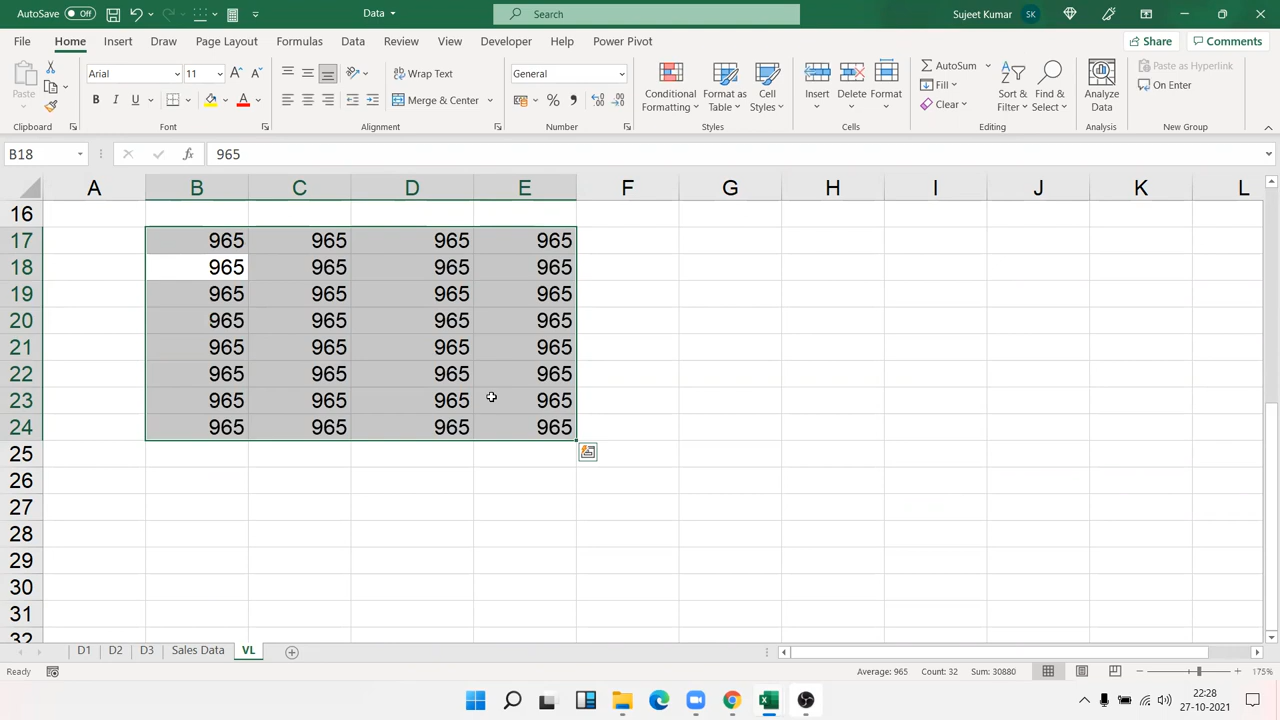 AutoSave Off Data Search Sujeet Kumar SK
File Home Insert Draw Page Layout Formulas Data Review View Developer Help Power Pivot Share Comments
Paste Arial 11 Wrap Text General Conditional Formatting Format as Table Cell Styles Insert Delete Format AutoSum Fill Clear Sort & Filter Find & Select Analyze Data Paste as Hyperlink On Enter
B I U Merge & Center % ,
Clipboard Font Alignment Number Styles Cells Editing Analysis New Group
B18 fx 965
A B C D E F G H I J K L
16
17 965 965 965 965
18 965 965 965 965
19 965 965 965 965
20 965 965 965 965
21 965 965 965 965
22 965 965 965 965
23 965 965 965 965
24 965 965 965 965
25
26
27
28
29
30
31
32
D1 D2 D3 Sales Data VL
Ready Average: 965 Count: 32 Sum: 30880 175%
22:28
27-10-2021